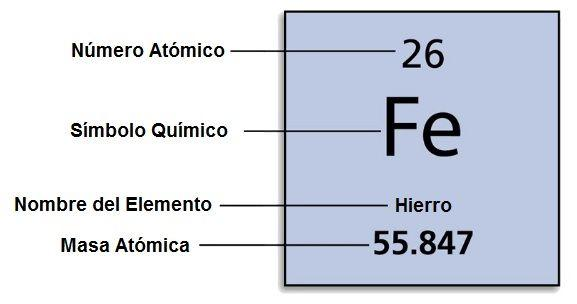 Número Atómico 26
Símbolo Químico Fe
Nombre del Elemento Hierro
Masa Atómica 55.847